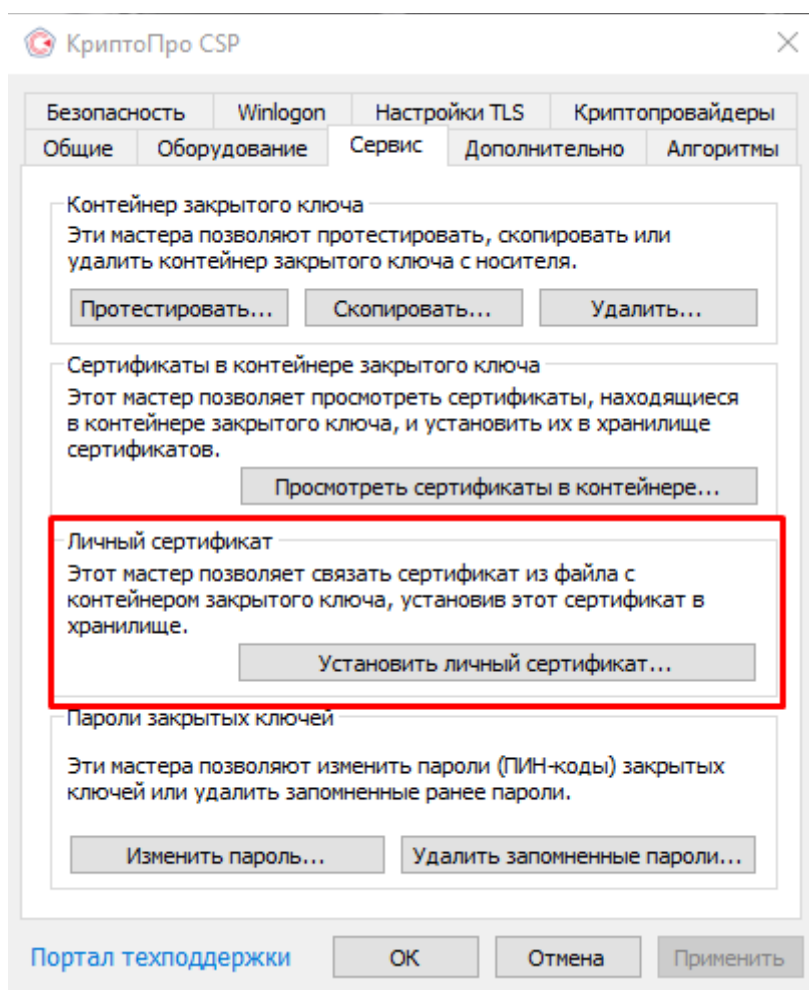 КриптоПро CSP
Безопасность Winlogon Настройки TLS Криптопровайдеры
Общие Оборудование Сервис Дополнительно Алгоритмы
Контейнер закрытого ключа
Эти мастера позволяют протестировать, скопировать или
удалить контейнер закрытого ключа с носителя.
Протестировать... Скопировать... Удалить...
Сертификаты в контейнере закрытого ключа
Этот мастер позволяет просмотреть сертификаты, находящиеся
в контейнере закрытого ключа, и установить их в хранилище
сертификатов.
Просмотреть сертификаты в контейнере...
Личный сертификат
Этот мастер позволяет связать сертификат из файла с
контейнером закрытого ключа, установив этот сертификат в
хранилище.
Установить личный сертификат...
Пароли закрытых ключей
Эти мастера позволяют изменить пароли (ПИН-коды) закрытых
ключей или удалить запомненные ранее пароли.
Изменить пароль... Удалить запомненные пароли...
Портал техподдержки ОК Отмена Применить